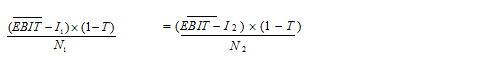 (EBIT – I₁)×(1–T) = (EBIT – I₂) × (1 – T)
N₁ N₂